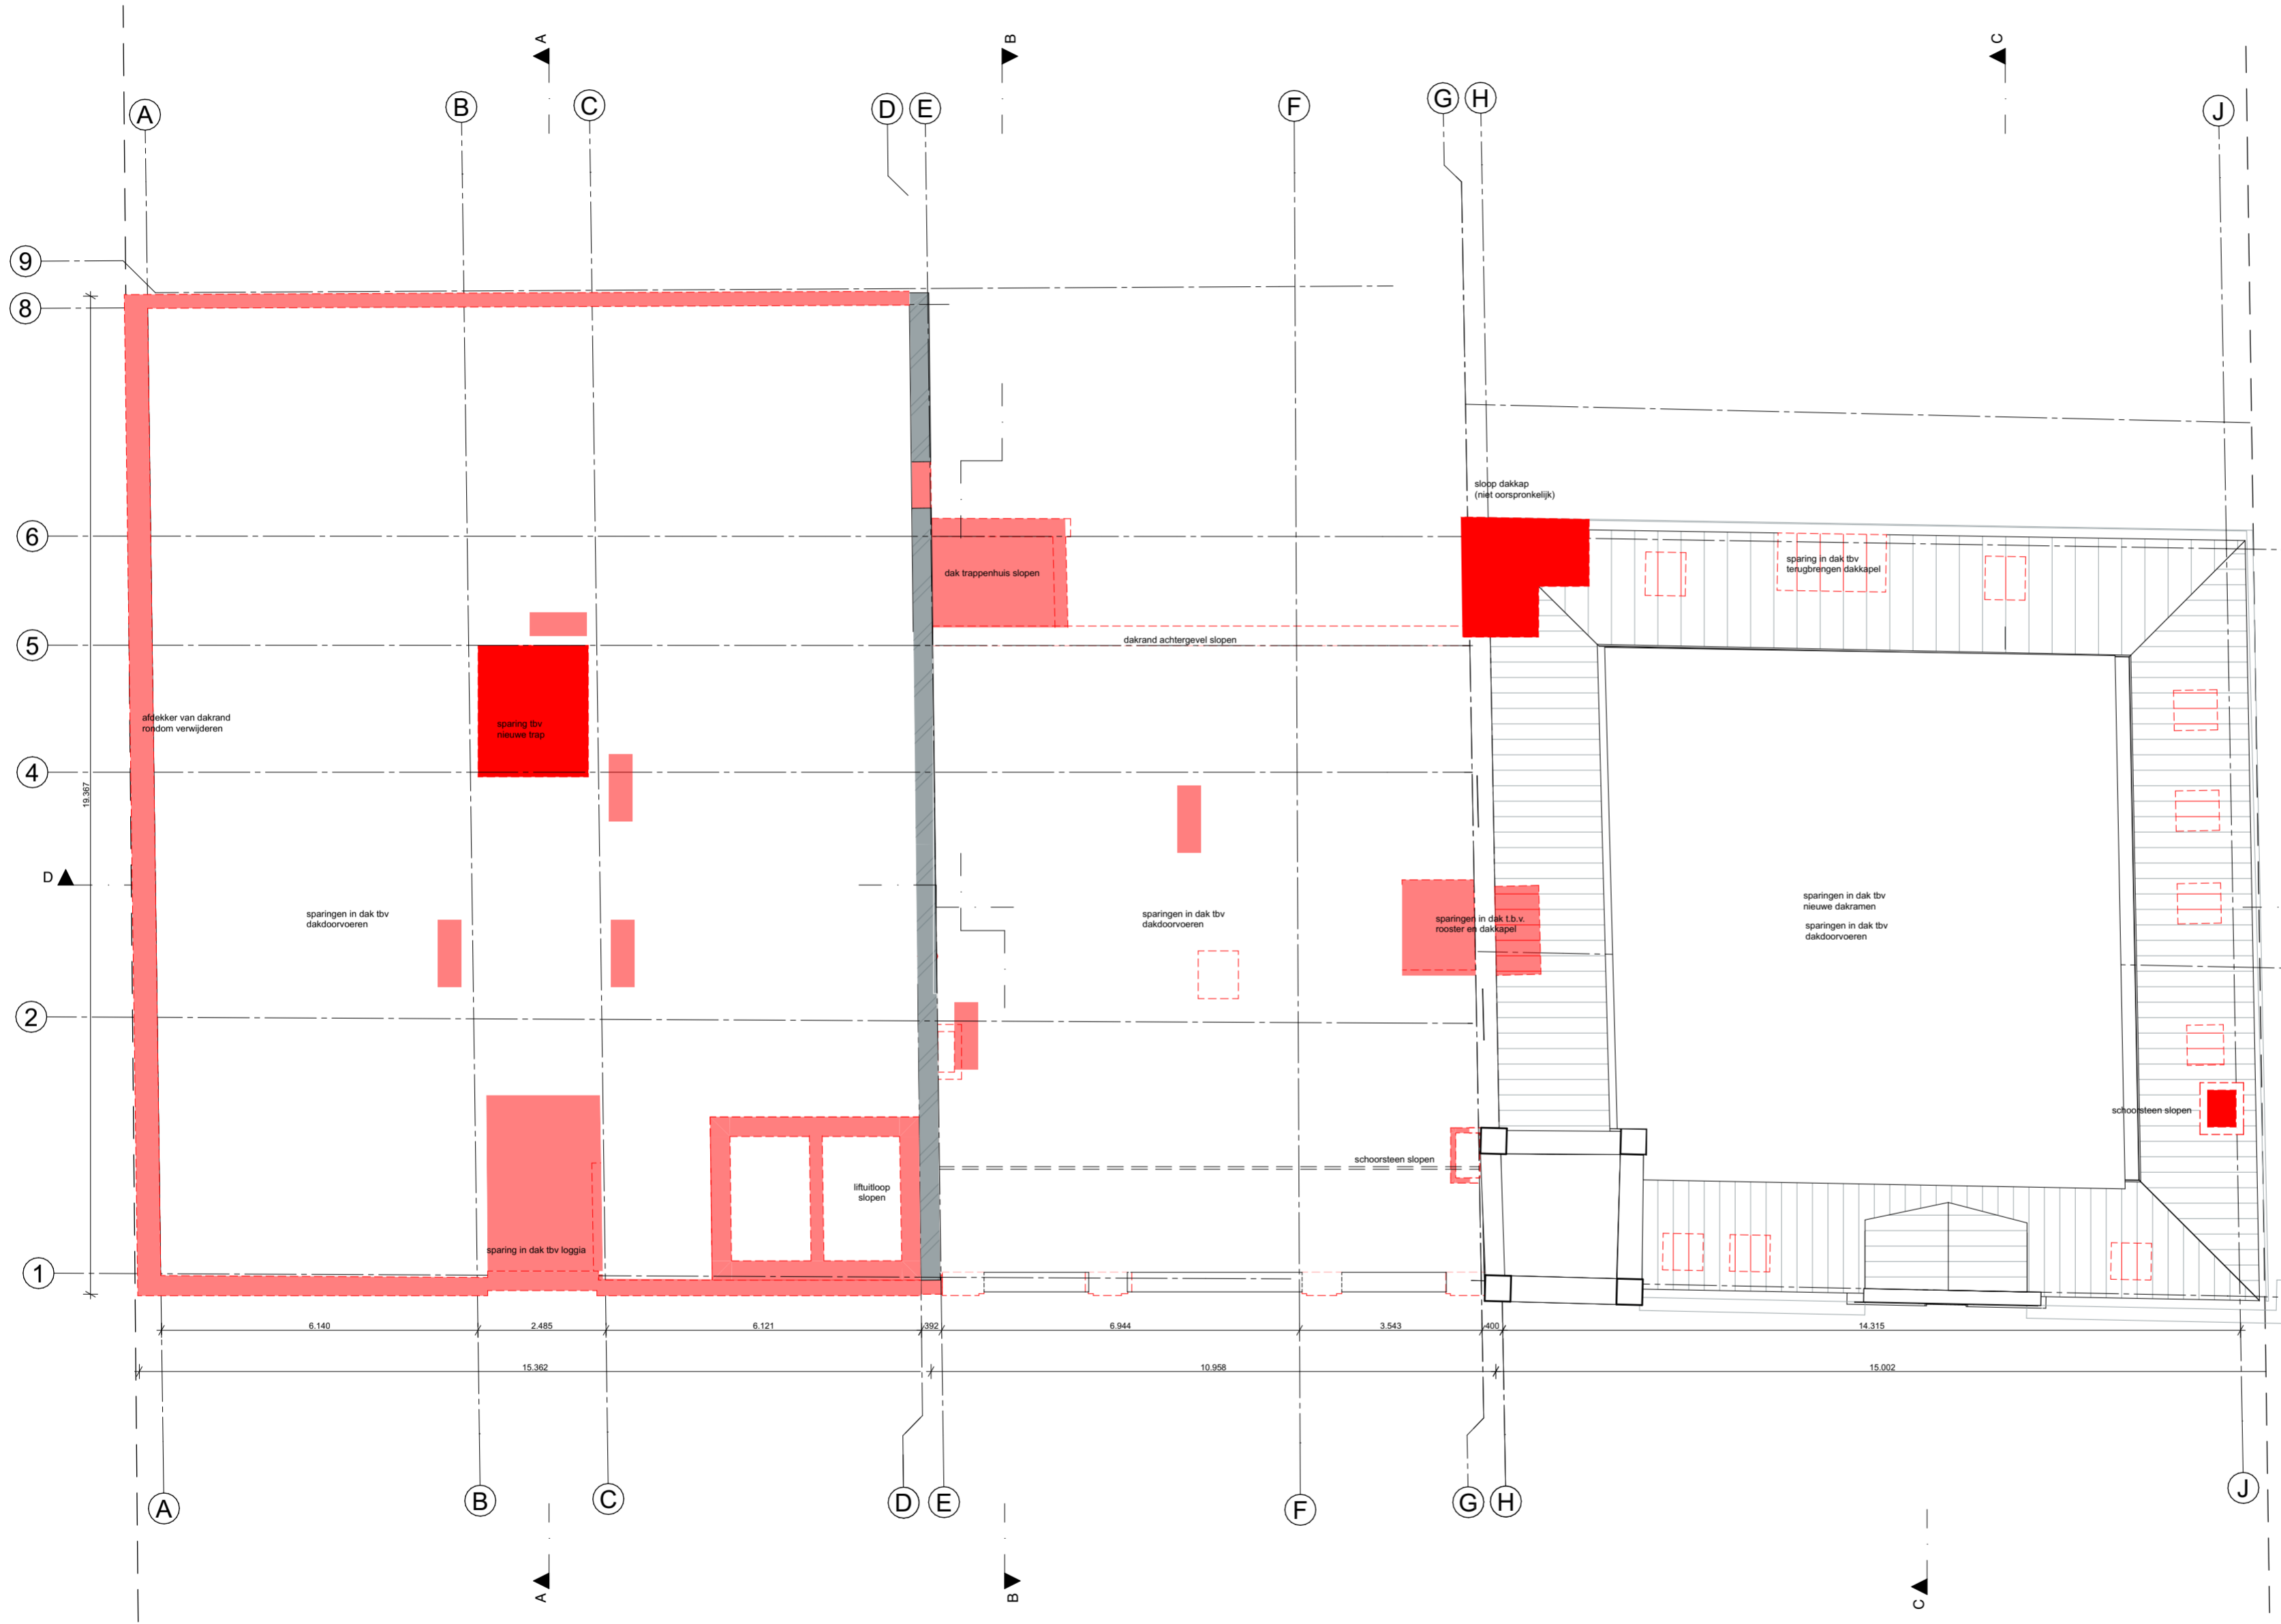 A
B
C
A
B
C
D
E
F
G
H
J
9
8
sloop dakkap
(niet oorspronkelijk)
6
sparing in dak tbv
terugbrengen dakkapel
dak trappenhuis slopen
5
dakrand achtergevel slopen
afdekker van dakrand
rondom verwijderen
sparing tbv
nieuwe trap
4
19.367
D
sparingen in dak tbv
dakdoorvoeren
sparingen in dak tbv
dakdoorvoeren
sparingen in dak t.b.v.
rooster en dakkapel
sparingen in dak tbv
nieuwe dakramen
sparingen in dak tbv
dakdoorvoeren
2
schoorsteen slopen
schoorsteen slopen
liftuitloop
slopen
sparing in dak tbv loggia
1
6.140
2.485
6.121
392
6.944
3.543
400
14.315
15.362
10.958
15.002
A
B
C
D
E
F
G
H
J
A
B
C